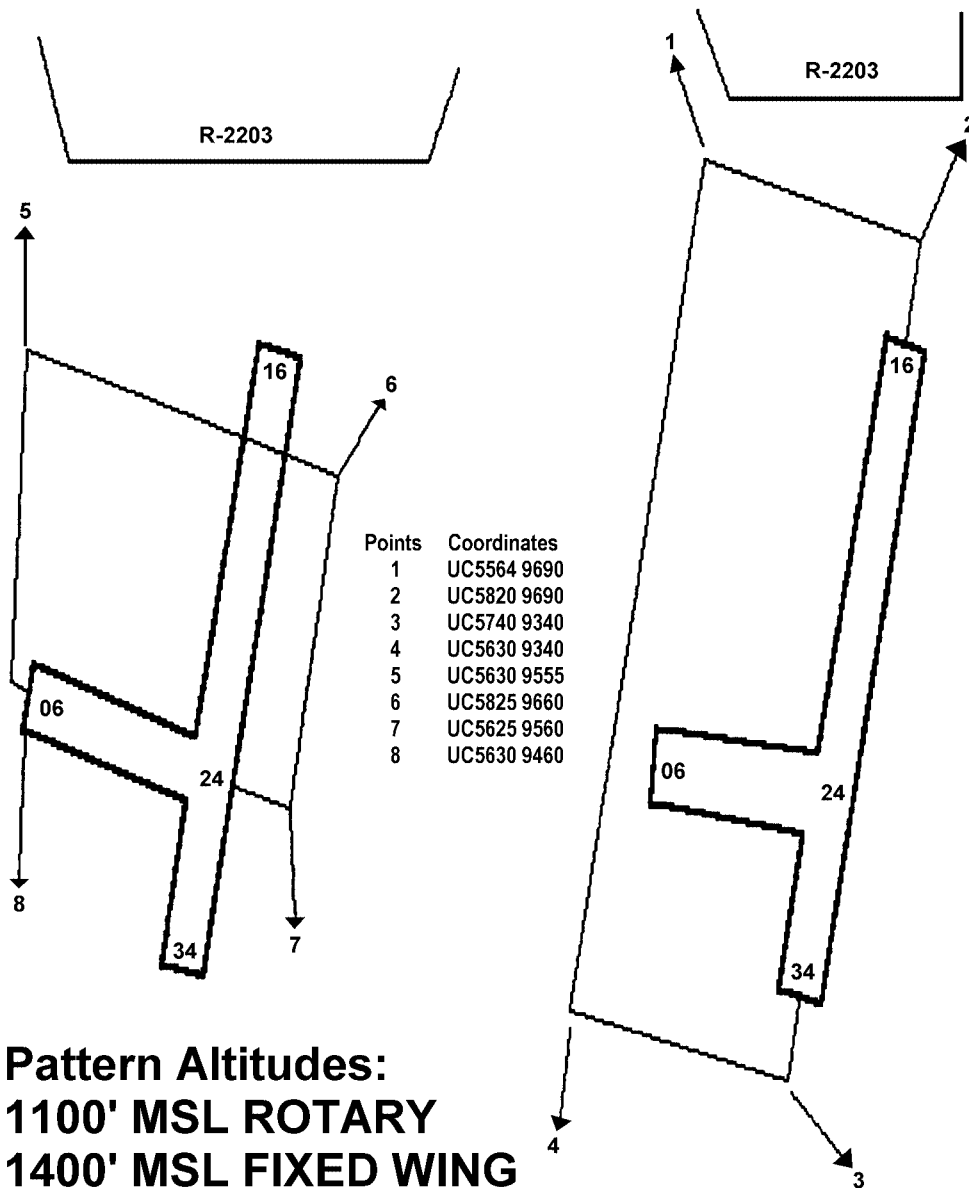 R-2203
5
16
6
06
24
34
8
7
1
R-2203
2
16
06
24
34
4
3
Points Coordinates
1 UC5564 9690
2 UC5820 9690
3 UC5740 9340
4 UC5630 9340
5 UC5630 9555
6 UC5825 9660
7 UC5625 9560
8 UC5630 9460
Pattern Altitudes:
1100' MSL ROTARY
1400' MSL FIXED WING